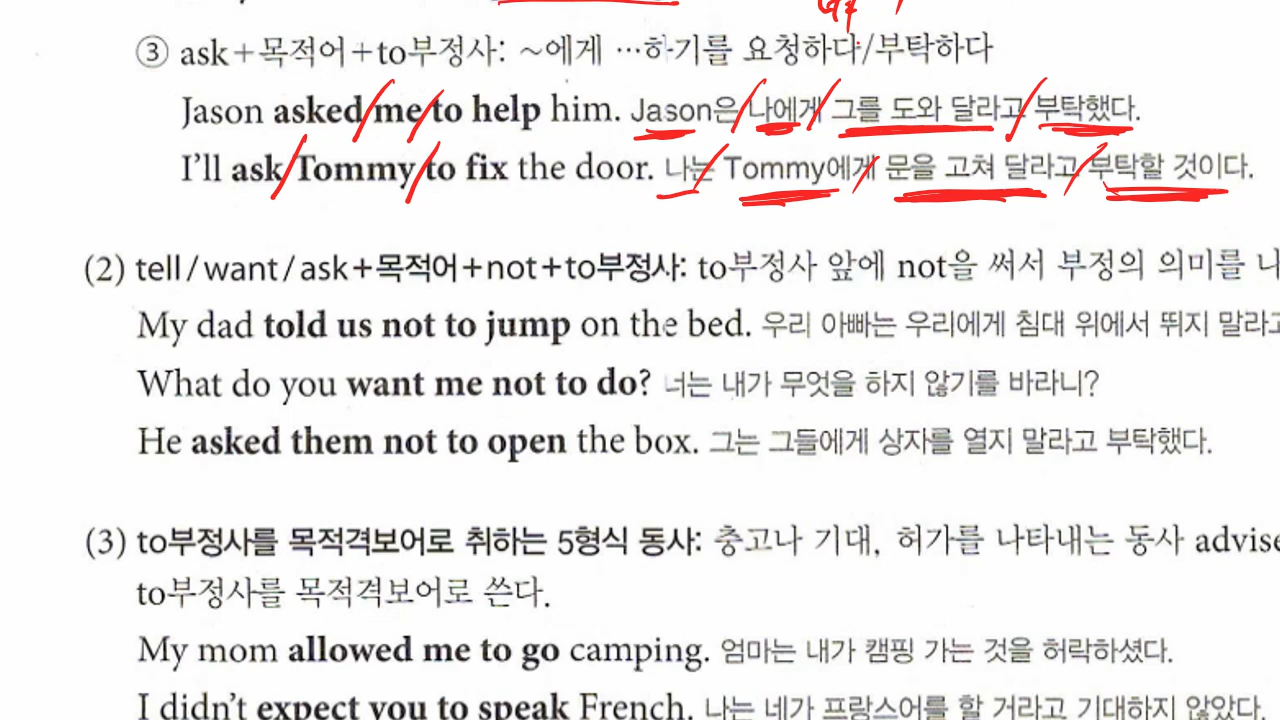 ③ ask+목적어+to부정사: ~에게 …하기를 요청하다/부탁하다
Jason asked me to help him. Jason은 나에게 그를 도와 달라고 부탁했다.
I'll ask Tommy to fix the door. 나는 Tommy에게 문을 고쳐 달라고 부탁할 것이다.
(2) tell/want/ask+목적어+not+to부정사: to부정사 앞에 not을 써서 부정의 의미를 나
My dad told us not to jump on the bed. 우리 아빠는 우리에게 침대 위에서 뛰지 말라고
What do you want me not to do? 너는 내가 무엇을 하지 않기를 바라니?
He asked them not to open the box. 그는 그들에게 상자를 열지 말라고 부탁했다.
(3) to부정사를 목적격보어로 취하는 5형식 동사: 충고나 기대, 허가를 나타내는 동사 advise
to부정사를 목적격보어로 쓴다.
My mom allowed me to go camping. 엄마는 내가 캠핑 가는 것을 허락하셨다.
I didn't expect you to speak French. 나는 네가 프랑스어를 할 거라고 기대하지 않았다.